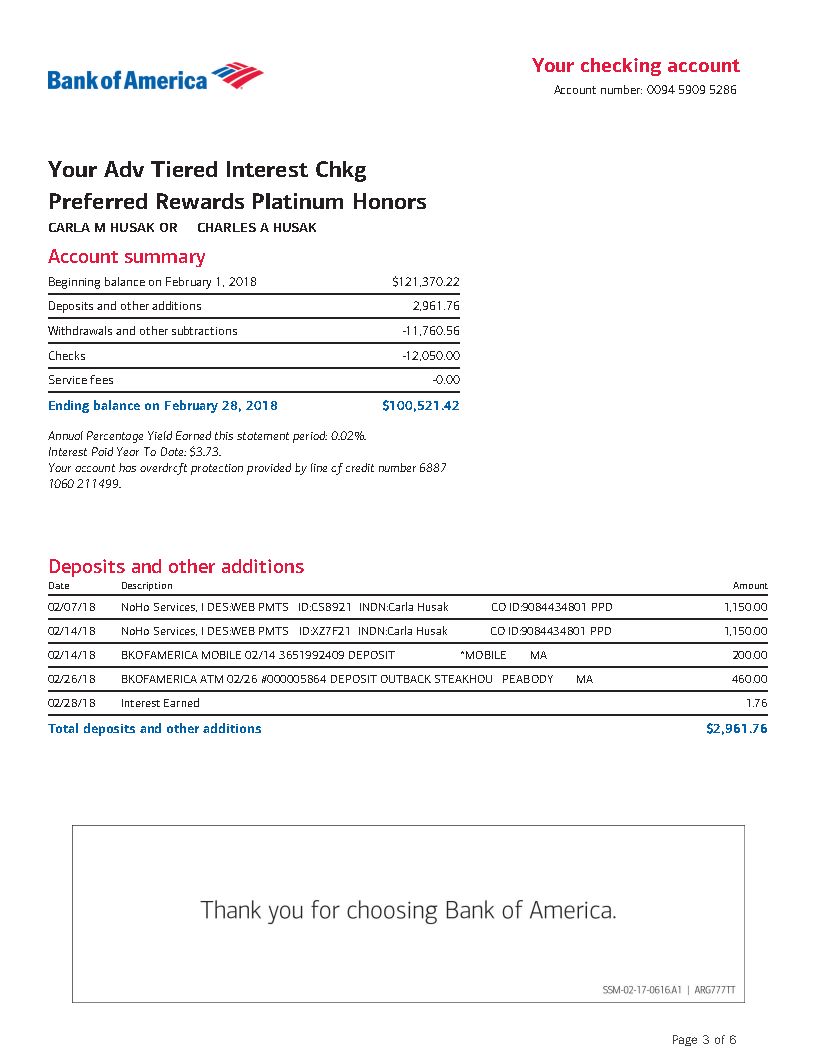 Bank of America
Your checking account
Account number: 0094 5909 5286
Your Adv Tiered Interest Chkg
Preferred Rewards Platinum Honors
CARLA M HUSAK OR CHARLES A HUSAK
Account summary
Beginning balance on February 1, 2018 $121,370.22
Deposits and other additions 2,961.76
Withdrawals and other subtractions -11,760.56
Checks -12,050.00
Service fees -0.00
Ending balance on February 28, 2018 $100,521.42
Annual Percentage Yield Earned this statement period: 0.02%.
Interest Paid Year To Date: $3.73.
Your account has overdraft protection provided by line of credit number 6887
1060 211499.
Deposits and other additions
Date Description Amount
02/07/18 NoHo Services, I DES:WEB PMTS ID:CS8921 INDN:Carla Husak CO ID:9084434801 PPD 1,150.00
02/14/18 NoHo Services, I DES:WEB PMTS ID:XZ7F21 INDN:Carla Husak CO ID:9084434801 PPD 1,150.00
02/14/18 BKOFAMERICA MOBILE 02/14 3651992409 DEPOSIT *MOBILE MA 200.00
02/26/18 BKOFAMERICA ATM 02/26 #000005864 DEPOSIT OUTBACK STEAKHOU PEABODY MA 460.00
02/28/18 Interest Earned 1.76
Total deposits and other additions $2,961.76
Thank you for choosing Bank of America.
SSM-02-17-0616.A1 | ARG777TT
Page 3 of 6